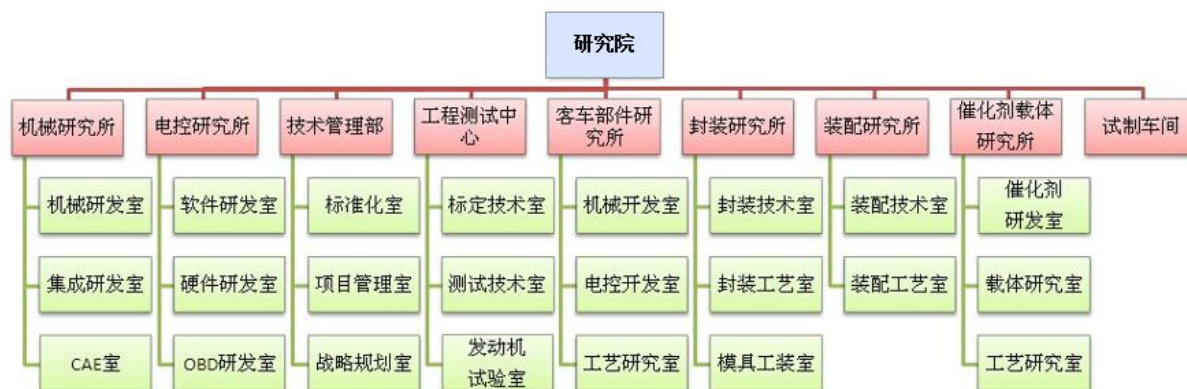 研究院
机械研究所
电控研究所
技术管理部
工程测试中
心
客车部件研
究所
封装研究所
装配研究所
催化剂载体
研究所
试制车间
机械研发室
软件研发室
标准化室
标定技术室
机械开发室
封装技术室
装配技术室
催化剂
研发室
集成研发室
硬件研发室
项目管理室
测试技术室
电控开发室
封装工艺室
装配工艺室
载体研究室
CAE室
OBD研发室
战略规划室
发动机
试验室
工艺研究室
模具工装室
工艺研究室